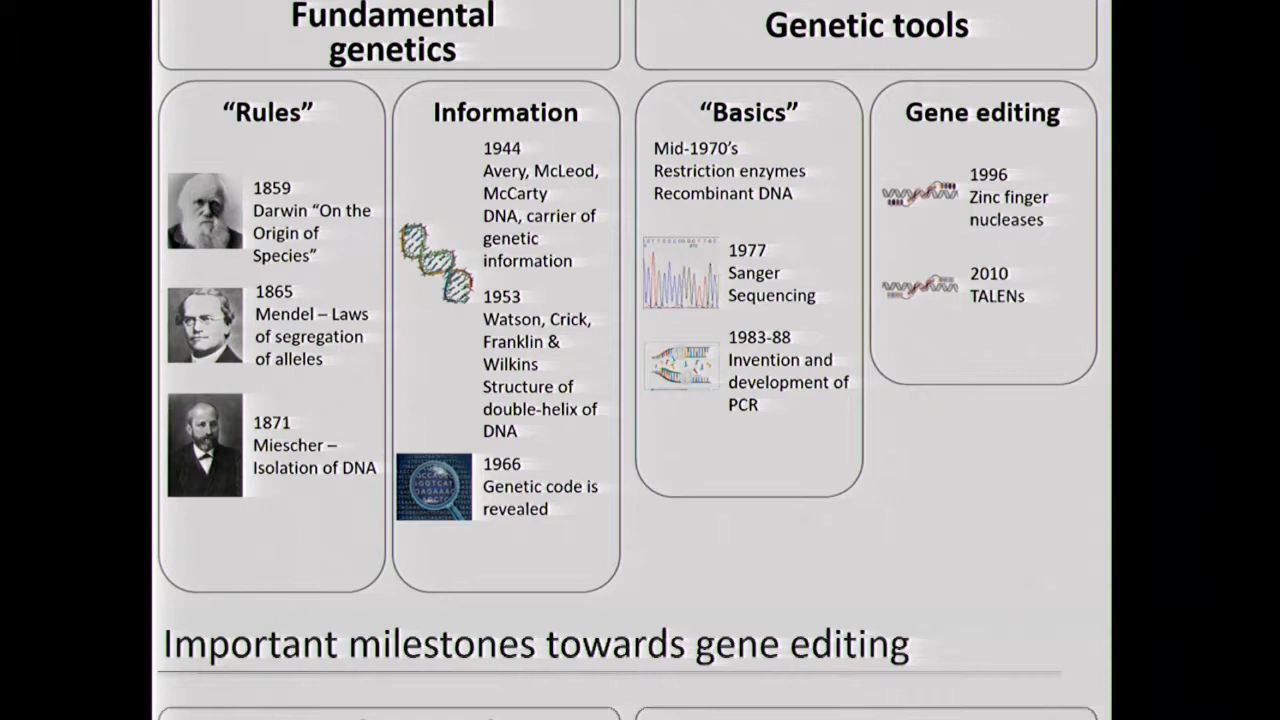 Fundamental
genetics
Genetic tools
“Rules”
1859
Darwin “On the
Origin of
Species”
1865
Mendel – Laws
of segregation
of alleles
1871
Miescher –
Isolation of DNA
Information
1944
Avery, McLeod,
McCarty
DNA, carrier of
genetic
information
1953
Watson, Crick,
Franklin &
Wilkins
Structure of
double-helix of
DNA
1966
Genetic code is
revealed
“Basics”
Mid-1970’s
Restriction enzymes
Recombinant DNA
1977
Sanger
Sequencing
1983-88
Invention and
development of
PCR
Gene editing
1996
Zinc finger
nucleases
2010
TALENs
Important milestones towards gene editing